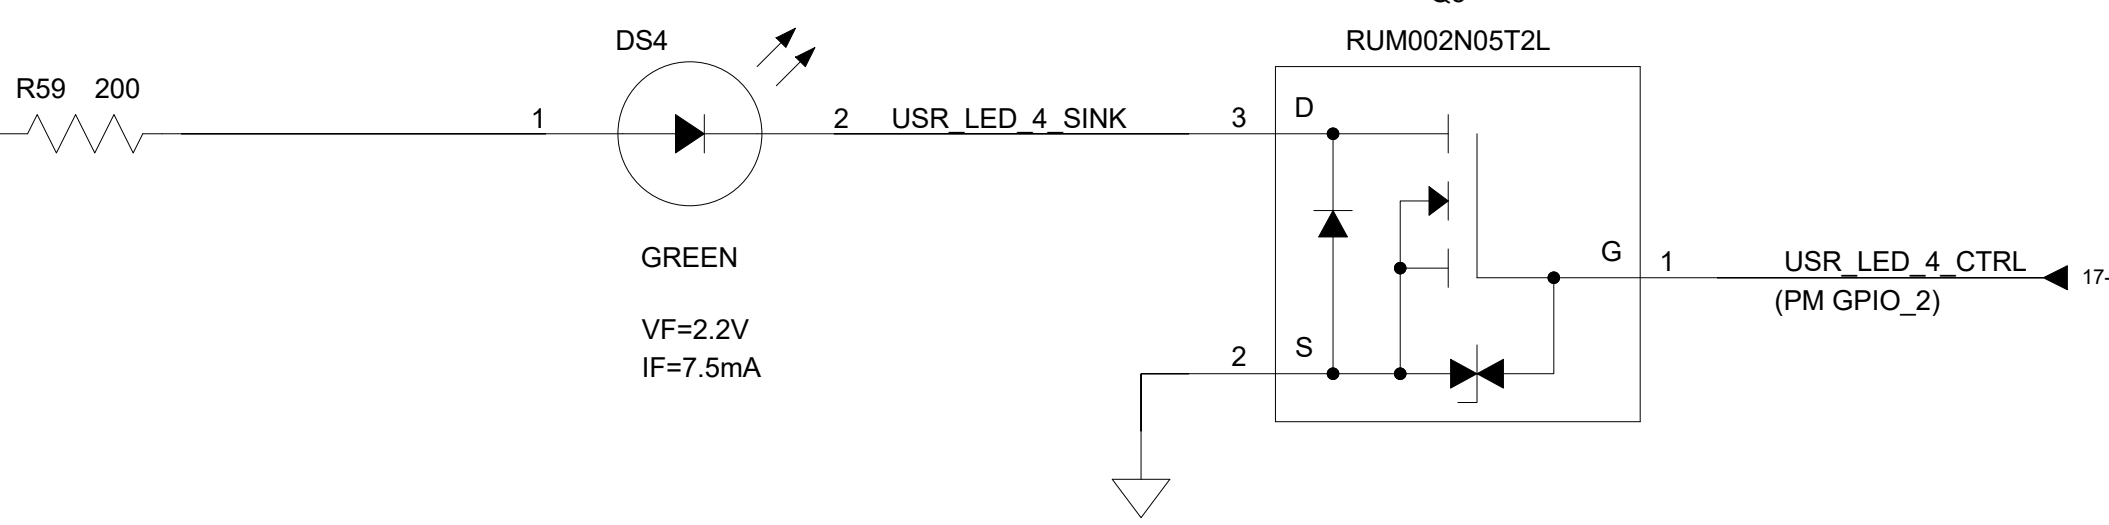 RUM002N05T2L
DS4
R59 200
1
2
USR_LED_4_SINK
3
D
GREEN
G
1
USR_LED_4_CTRL
17-
(PM GPIO_2)
VF=2.2V
IF=7.5mA
2
S